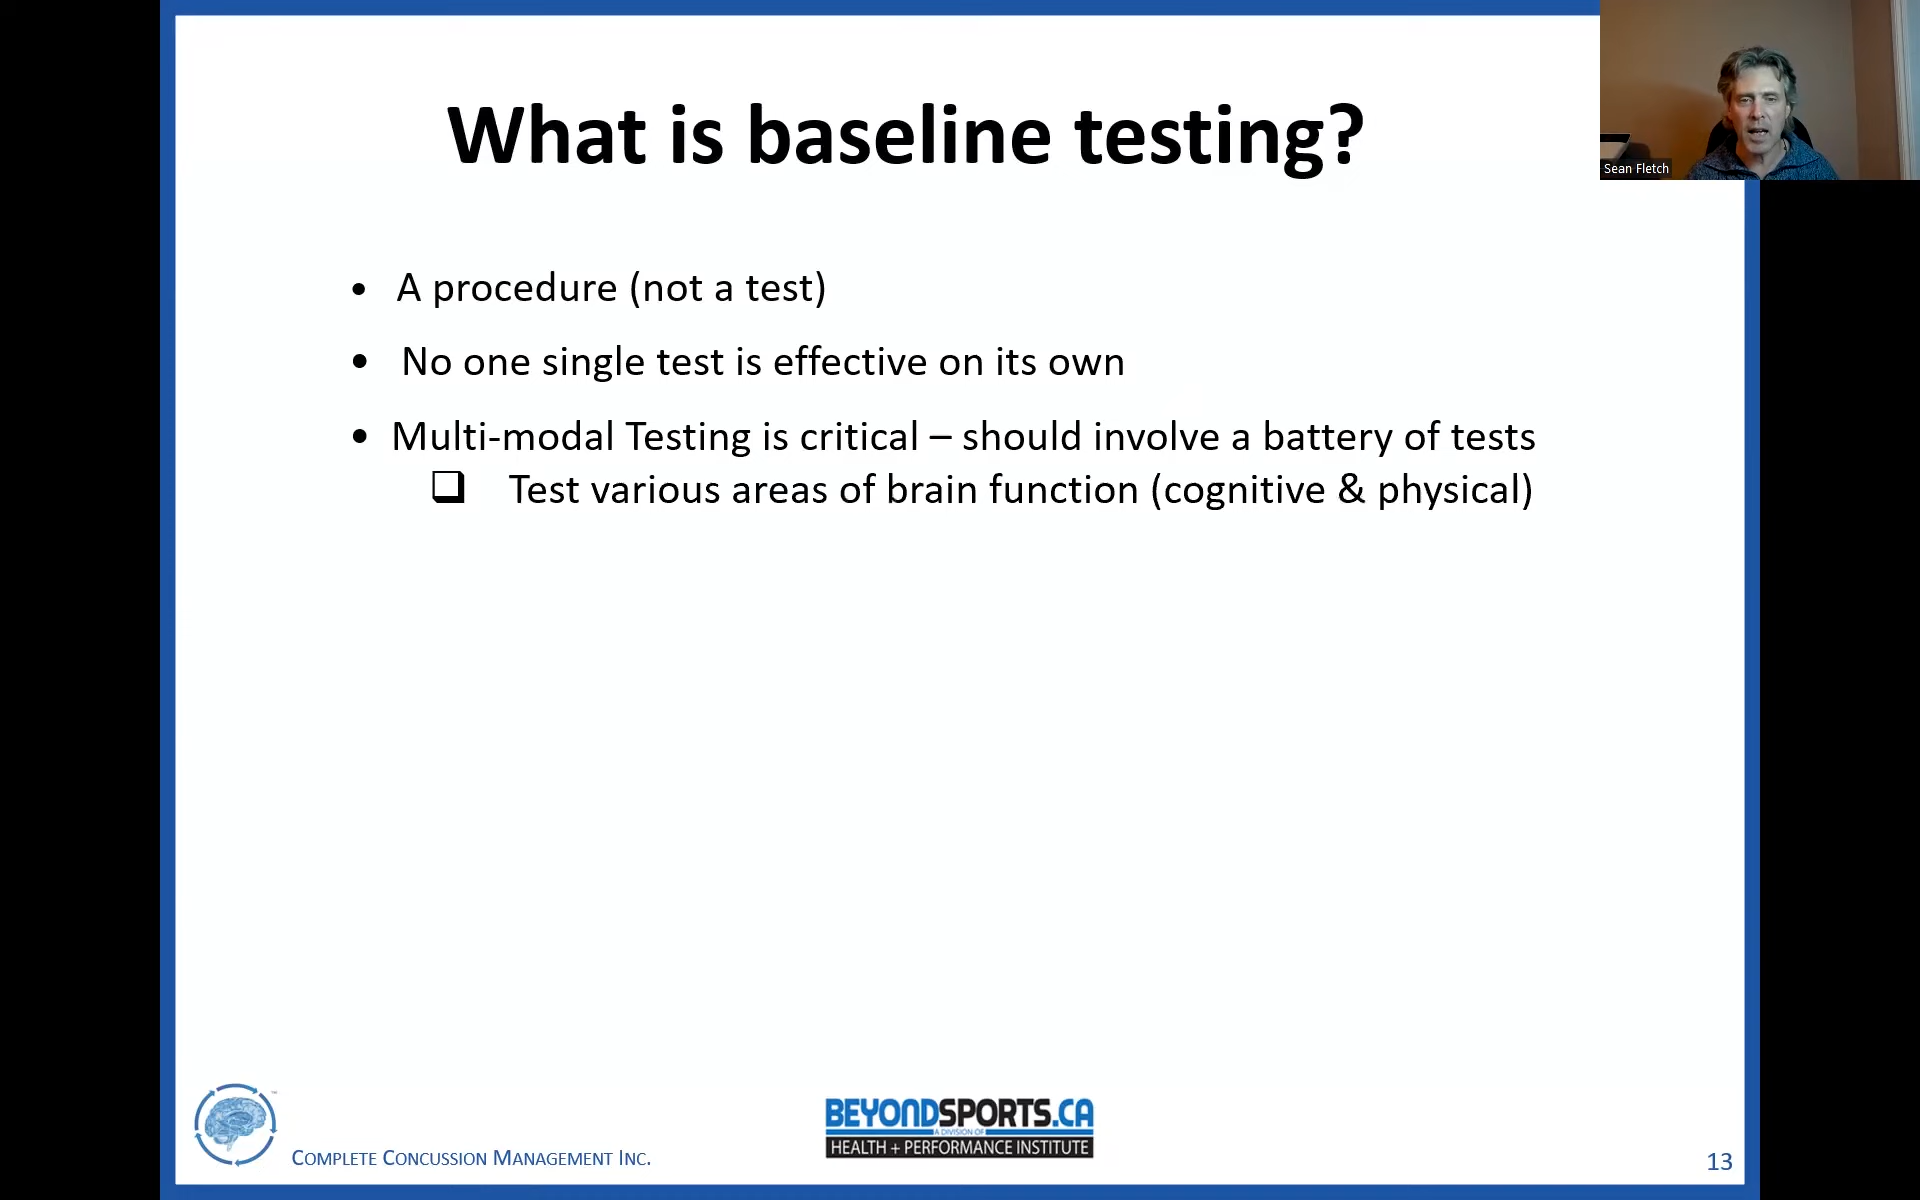 What is baseline testing?
Sean Fletch
• A procedure (not a test)
• No one single test is effective on its own
• Multi-modal Testing is critical – should involve a battery of tests
❑ Test various areas of brain function (cognitive & physical)
BEYONDSPORTS.CA
A DIVISION OF
HEALTH + PERFORMANCE INSTITUTE
COMPLETE CONCUSSION MANAGEMENT INC.
13